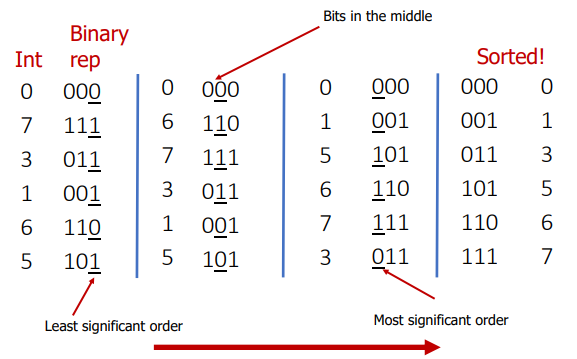 Bits in the middle
Binary
Int rep Sorted!
0 000 0 000 0 000 000 0
7 111 6 110 1 001 001 1
3 011 7 111 5 101 011 3
1 001 3 011 6 110 101 5
6 110 1 001 7 111 110 6
5 101 5 101 3 011 111 7
Least significant order Most significant order